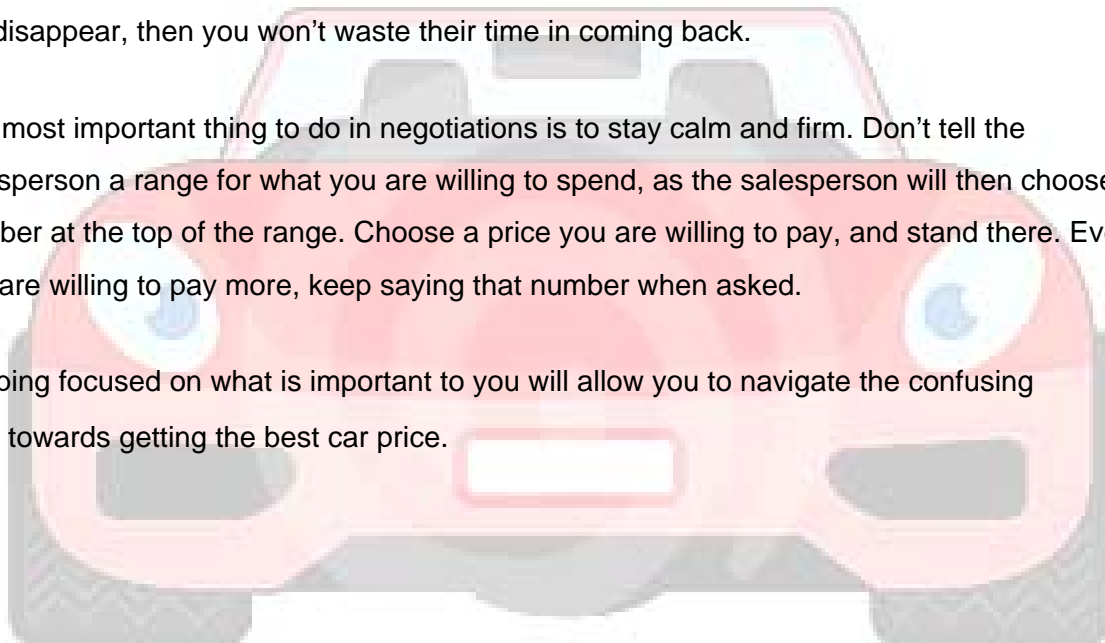 disappear, then you won’t waste their time in coming back.
most important thing to do in negotiations is to stay calm and firm. Don’t tell the
sperson a range for what you are willing to spend, as the salesperson will then choose
ber at the top of the range. Choose a price you are willing to pay, and stand there. Eve
are willing to pay more, keep saying that number when asked.
ping focused on what is important to you will allow you to navigate the confusing
towards getting the best car price.